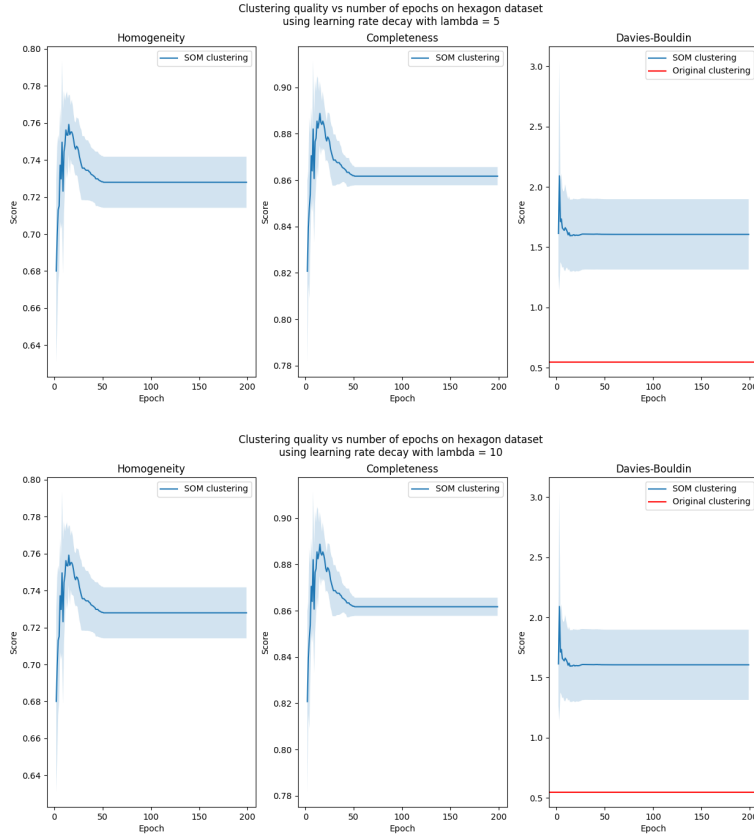 Clustering quality vs number of epochs on hexagon dataset
using learning rate decay with lambda = 5
Homogeneity
SOM clustering
0.80
0.78
0.76
0.74
0.72
0.70
0.68
0.66
0.64
Score
0
50
100
150
200
Epoch
Completeness
SOM clustering
0.90
0.88
0.86
0.84
0.82
0.80
0.78
Score
0
50
100
150
200
Epoch
Davies-Bouldin
SOM clustering
Original clustering
3.0
2.5
2.0
1.5
1.0
0.5
Score
0
50
100
150
200
Epoch
Clustering quality vs number of epochs on hexagon dataset
using learning rate decay with lambda = 10
Homogeneity
SOM clustering
0.80
0.78
0.76
0.74
0.72
0.70
0.68
0.66
0.64
Score
0
50
100
150
200
Epoch
Completeness
SOM clustering
0.90
0.88
0.86
0.84
0.82
0.80
0.78
Score
0
50
100
150
200
Epoch
Davies-Bouldin
SOM clustering
Original clustering
3.0
2.5
2.0
1.5
1.0
0.5
Score
0
50
100
150
200
Epoch